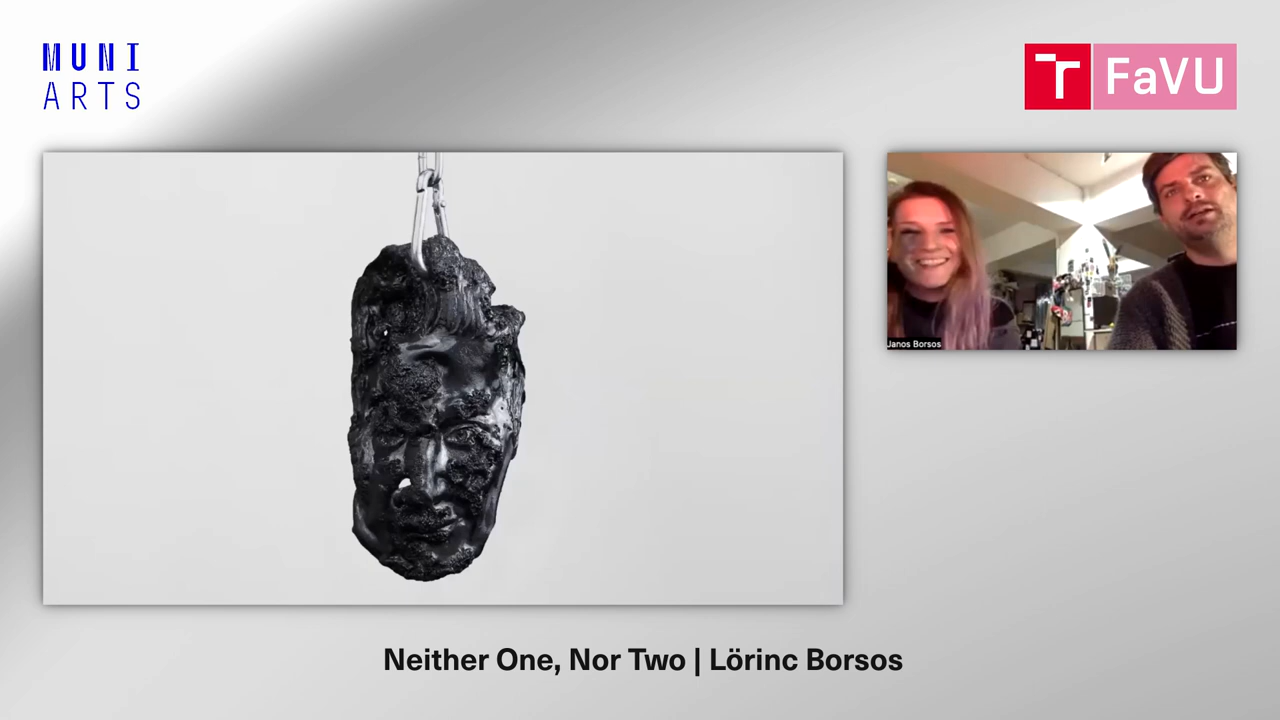 MUNI
ARTS
FaVU
Janos Borsos
Neither One, Nor Two | Lörinc Borsos